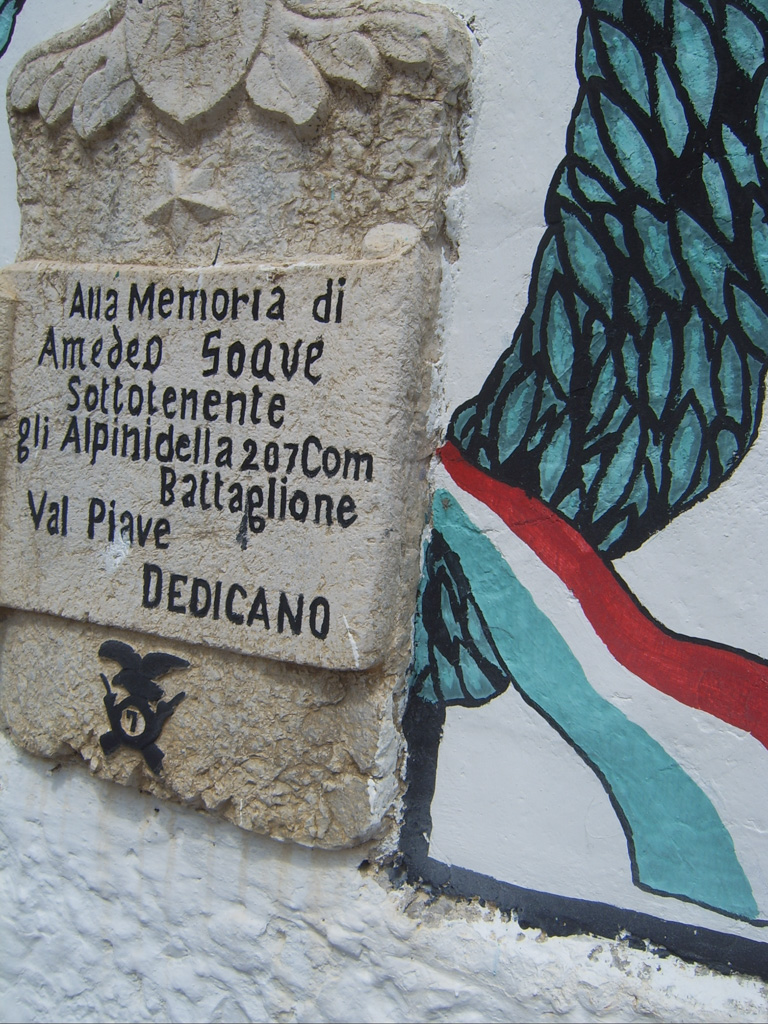 Alla Memoria di
Amedeo Soave
Sottotenente
gli Alpini della 207 Com
Battaglione
Val Piave
DEDICANO
7